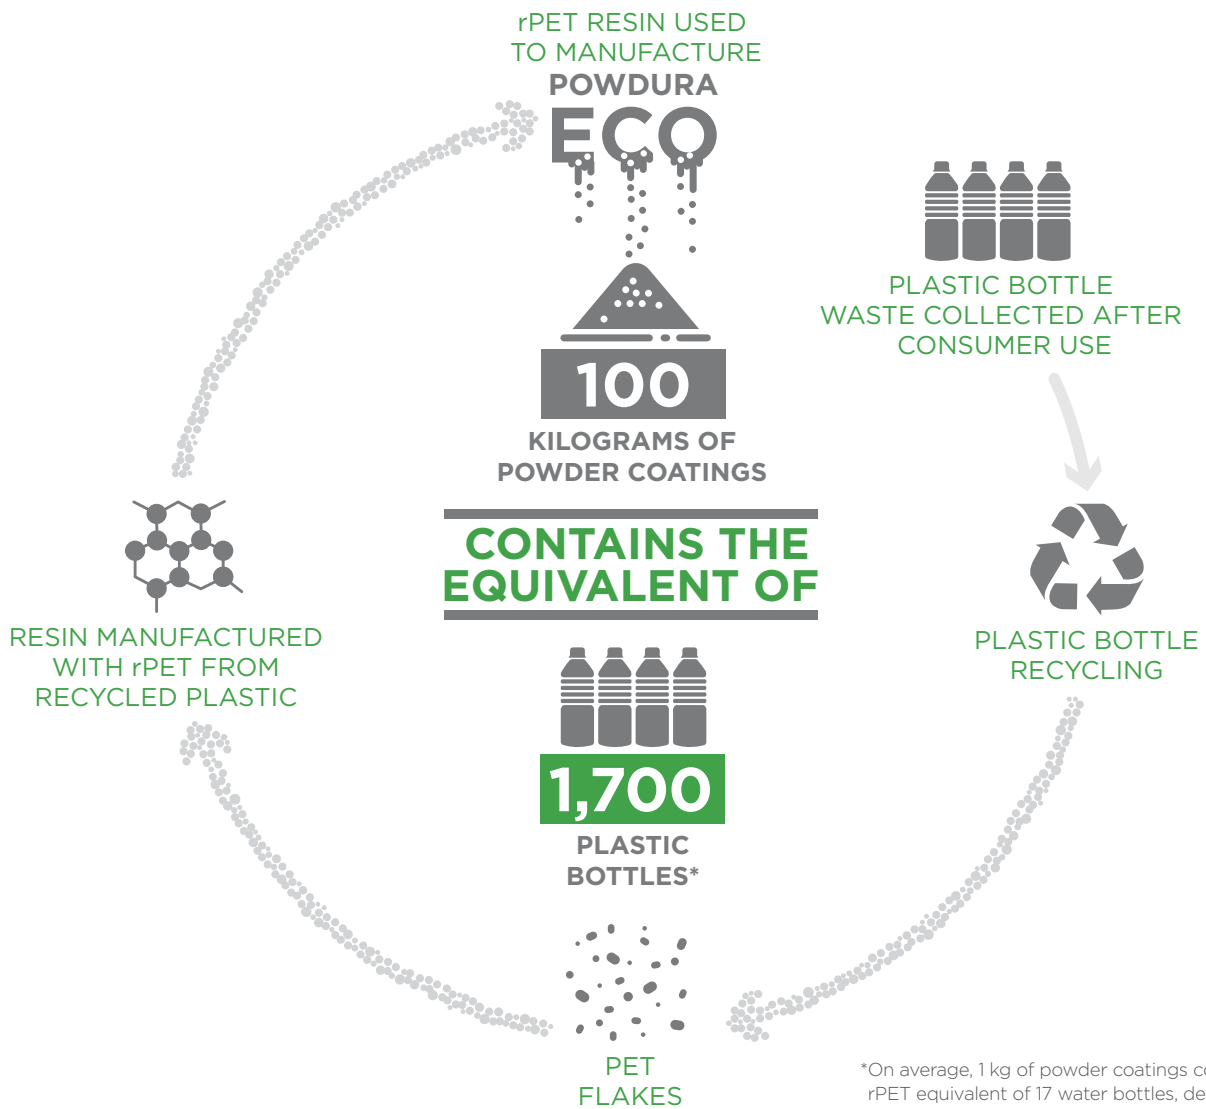 rPET RESIN USED
TO MANUFACTURE
POWDURA
ECO
100
KILOGRAMS OF
POWDER COATINGS
CONTAINS THE
EQUIVALENT OF
1,700
PLASTIC
BOTTLES*
PLASTIC BOTTLE
WASTE COLLECTED AFTER
CONSUMER USE
PLASTIC BOTTLE
RECYCLING
PET
FLAKES
RESIN MANUFACTURED
WITH rPET FROM
RECYCLED PLASTIC
*On average, 1 kg of powder coatings
rPET equivalent of 17 water bottles,